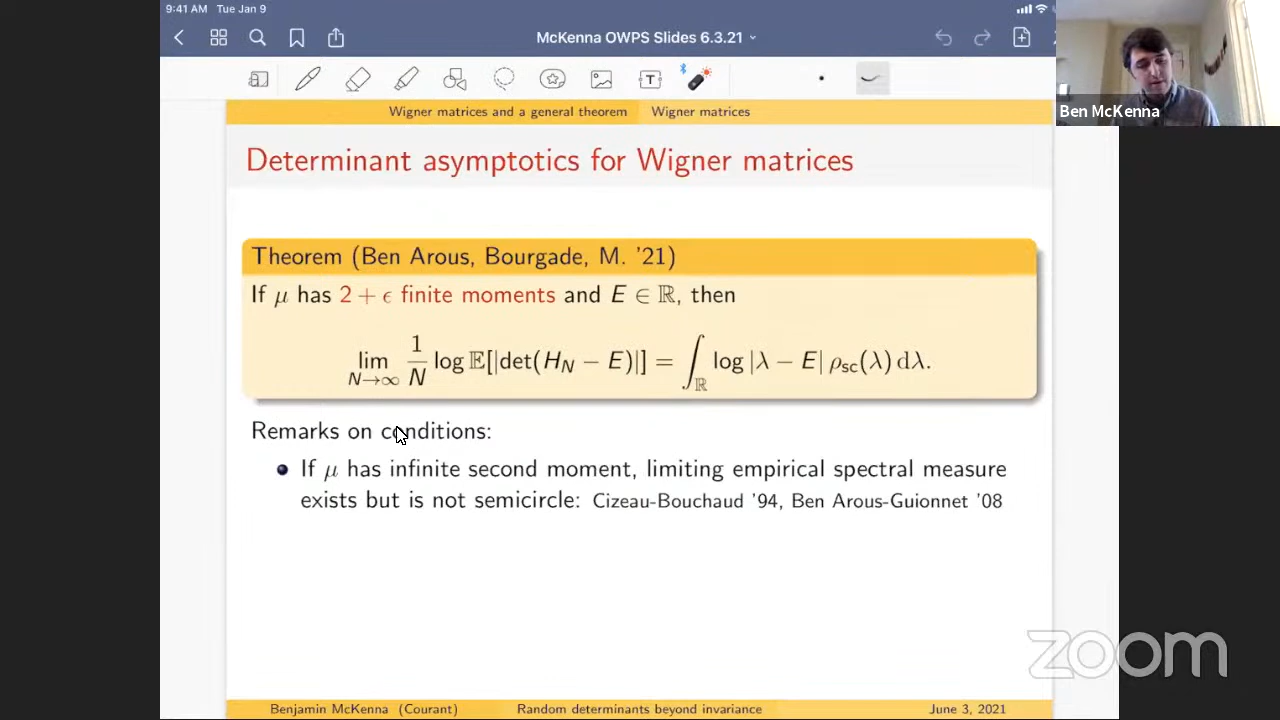 9:41 AM Tue Jan 9
McKenna OWPS Slides 6.3.21
T
Ben McKenna
Wigner matrices and a general theorem Wigner matrices
Determinant asymptotics for Wigner matrices
Theorem (Ben Arous, Bourgade, M. '21)
If μ has 2 + ϵ finite moments and E ∈ ℝ, then
lim_{N→∞} 1/N log 𝔼[|det(H_N − E)|] = ∫_ℝ log|λ − E| ρ_sc(λ) dλ.
Remarks on conditions:
If μ has infinite second moment, limiting empirical spectral measure
exists but is not semicircle: Cizeau-Bouchaud '94, Ben Arous-Guionnet '08
zoom
Benjamin McKenna (Courant) Random determinants beyond invariance June 3, 2021